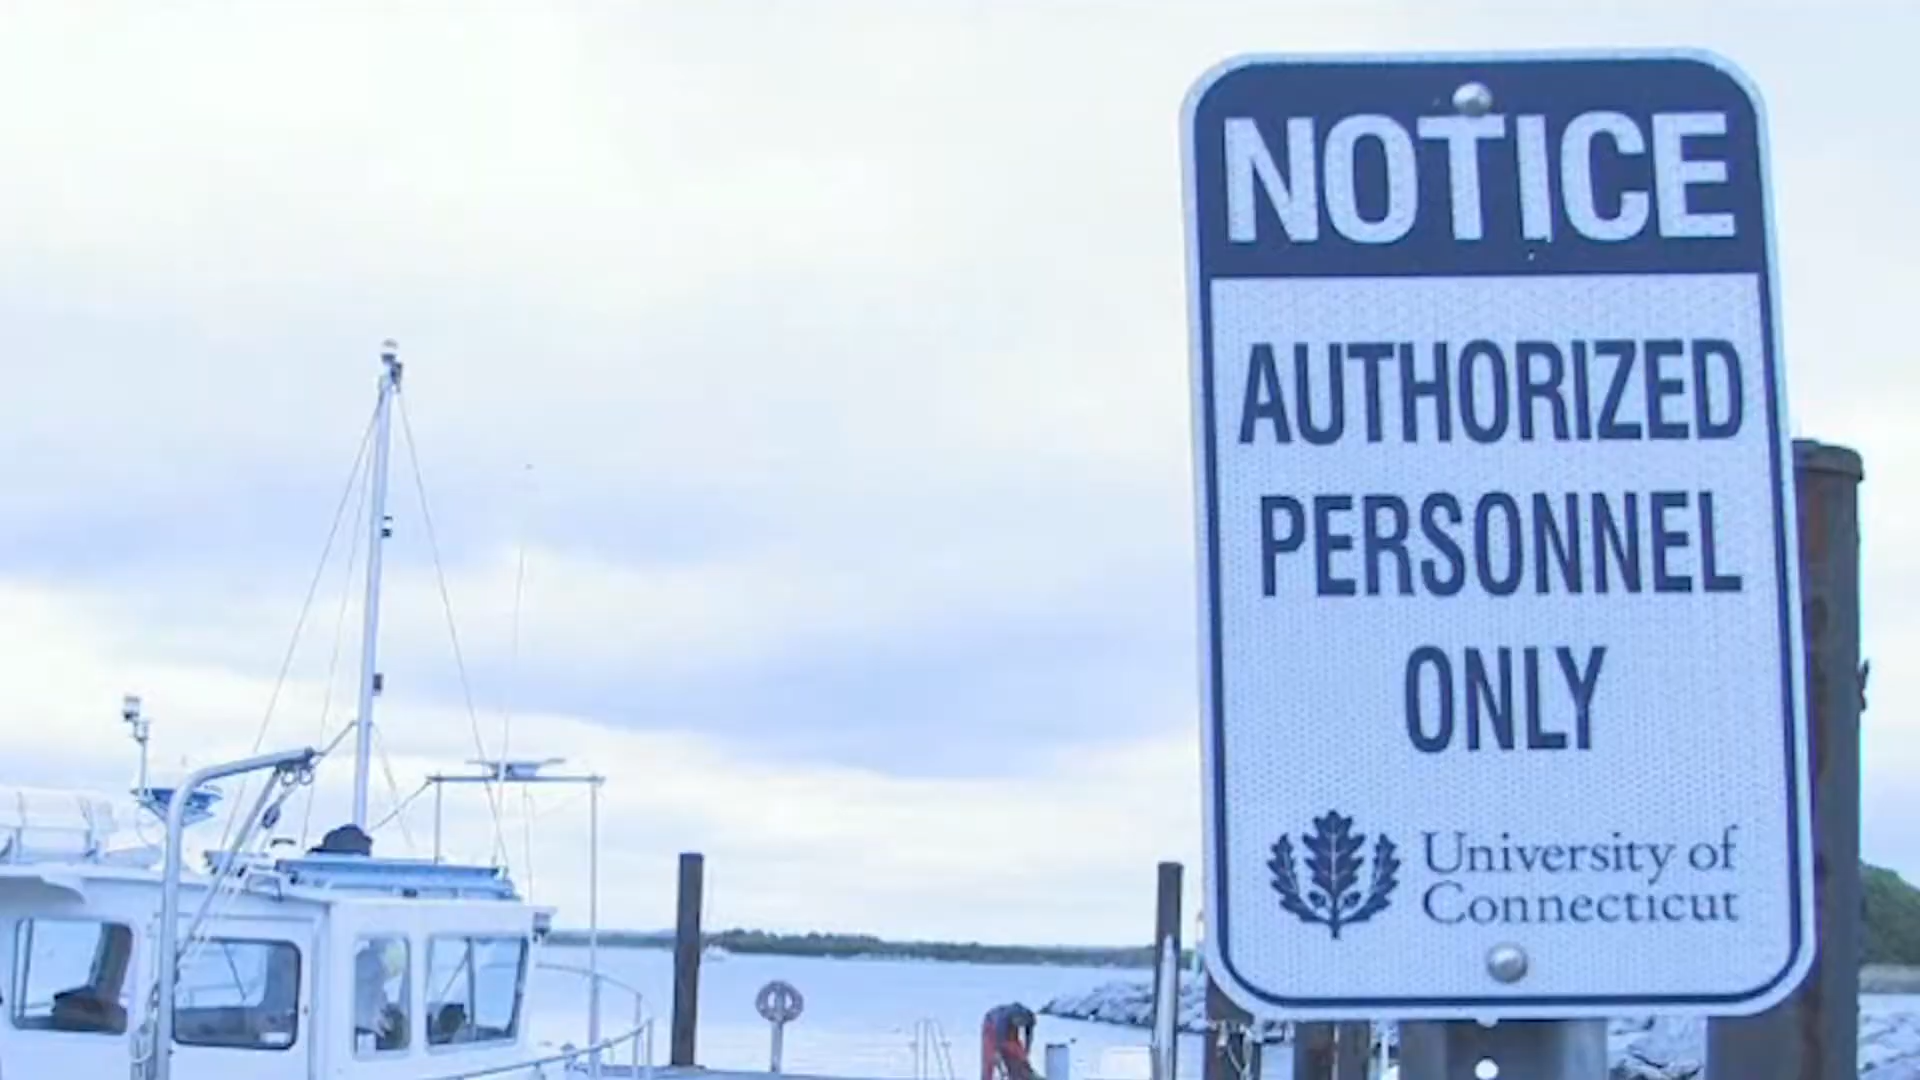 NOTICE
AUTHORIZED
PERSONNEL
ONLY
University of
Connecticut